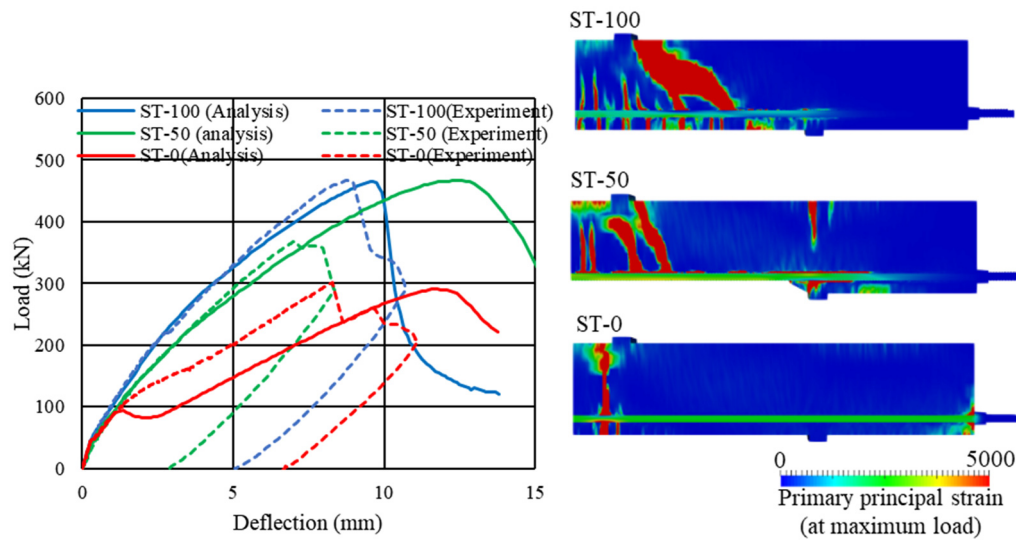 600
500
400
300
200
100
0
0
5
10
15
Load (kN)
Deflection (mm)
ST-100 (Analysis)
ST-50 (analysis)
ST-0(Analysis)
ST-100(Experiment)
ST-50 (Experiment)
ST-0(Experiment)
ST-100
ST-50
ST-0
0
5000
Primary principal strain
(at maximum load)